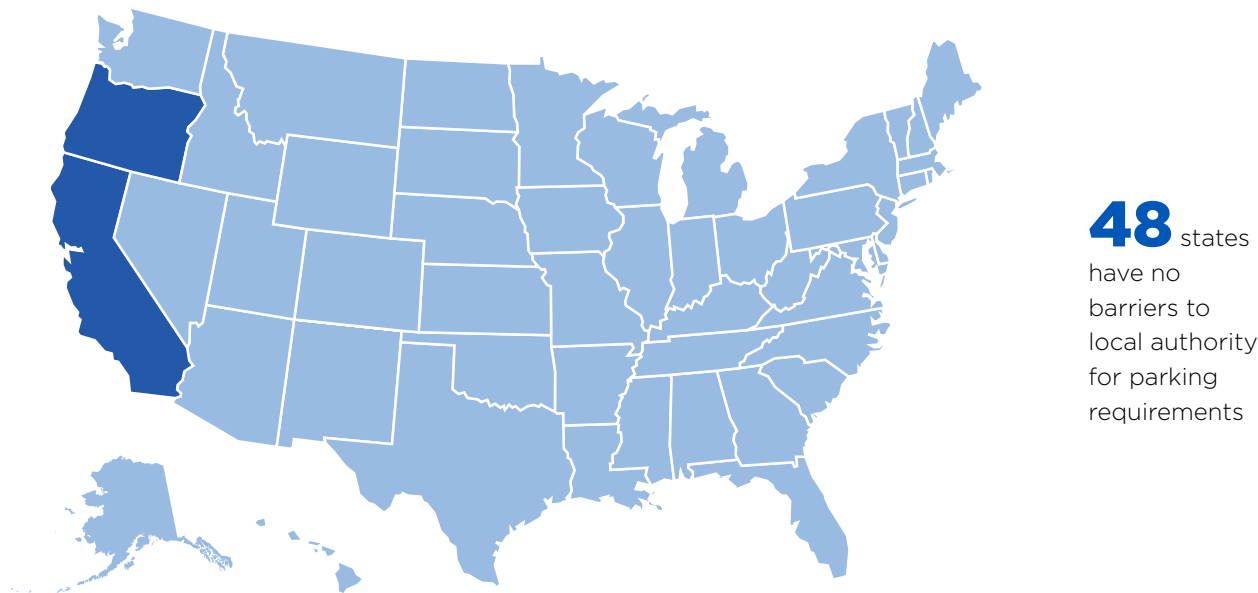 48 states
have no
barriers to
local authority
for parking
requirements